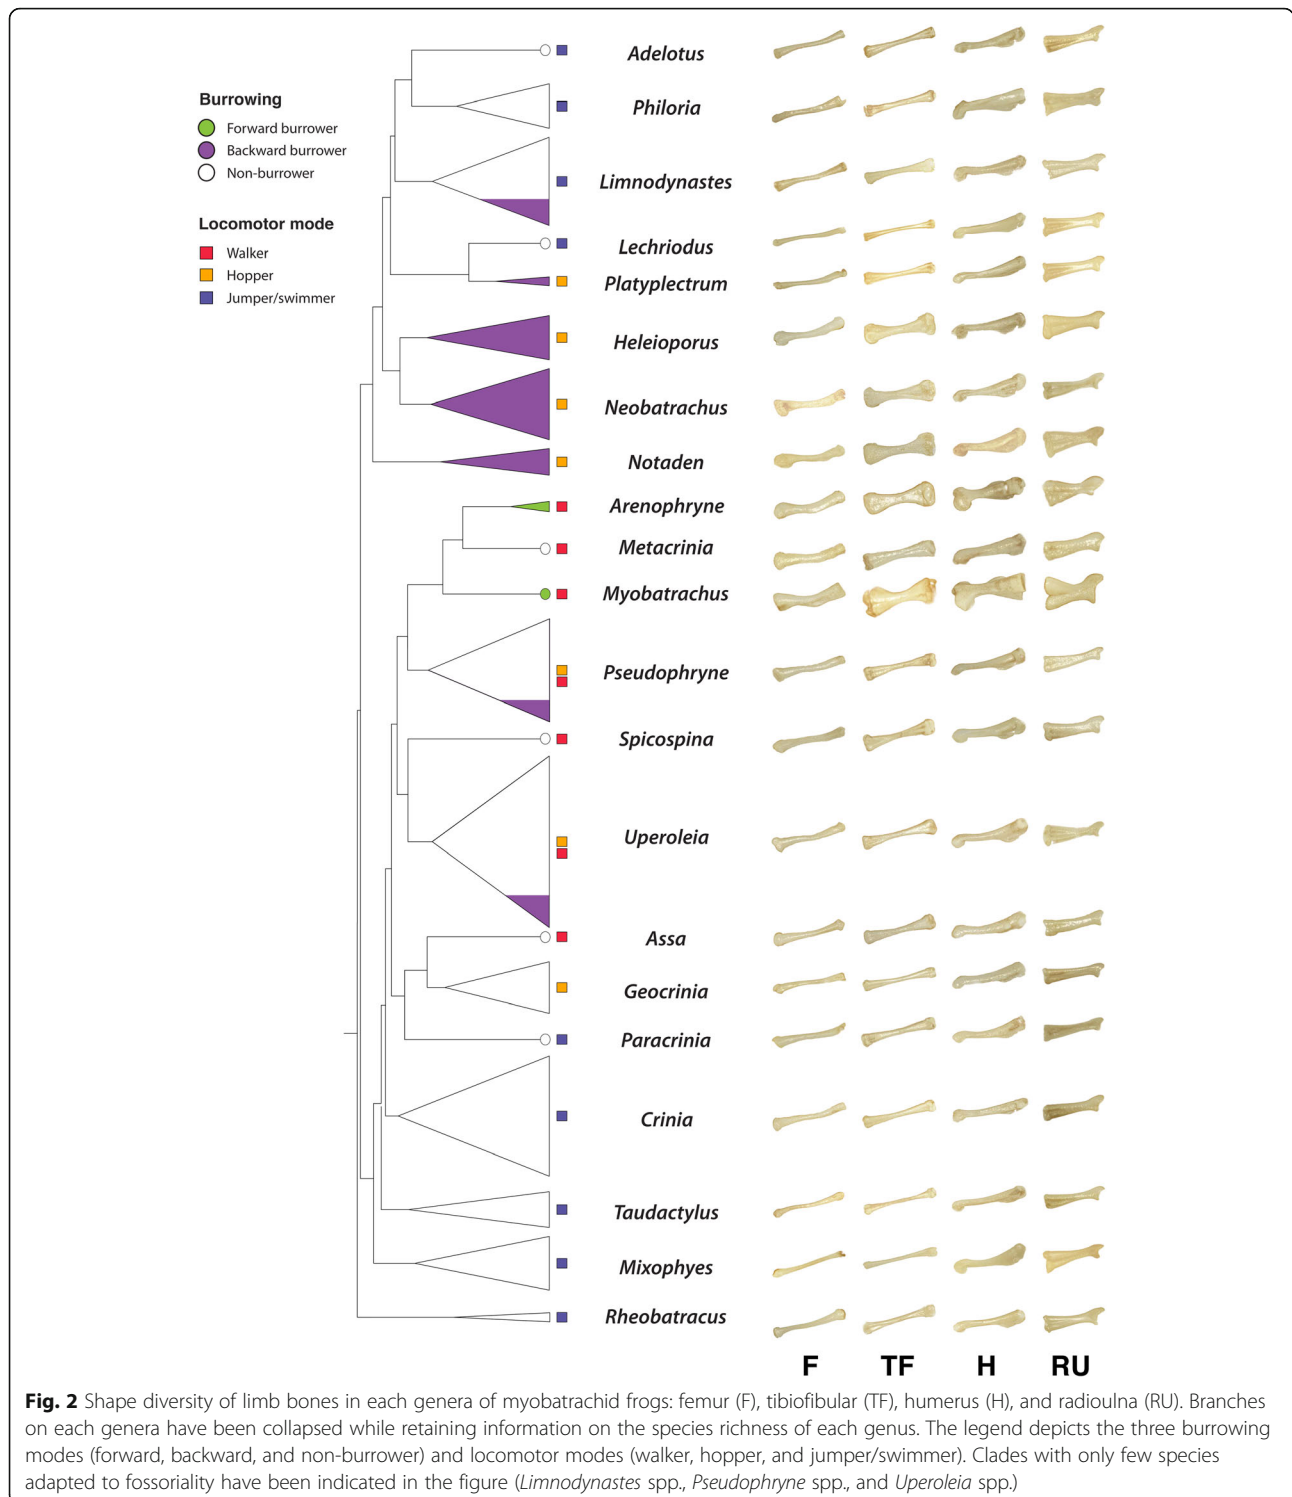 Burrowing
Forward burrower
Backward burrower
Non-burrower
Locomotor mode
Walker
Hopper
Jumper/swimmer
Adelotus
Philoria
Limnodynastes
Lechriodus
Platyplectrum
Heleioporus
Neobatrachus
Notaden
Arenophryne
Metacrinia
Myobatrachus
Pseudophryne
Spicospina
Uperoleia
Assa
Geocrinia
Paracrinia
Crinia
Taudactylus
Mixophyes
Rheobatracus
F TF H RU
Fig. 2 Shape diversity of limb bones in each genera of myobatrachid frogs: femur (F), tibiofibular (TF), humerus (H), and radioulna (RU). Branches
on each genera have been collapsed while retaining information on the species richness of each genus. The legend depicts the three burrowing
modes (forward, backward, and non-burrower) and locomotor modes (walker, hopper, and jumper/swimmer). Clades with only few species
adapted to fossoriality have been indicated in the figure (Limnodynastes spp., Pseudophryne spp., and Uperoleia spp.)